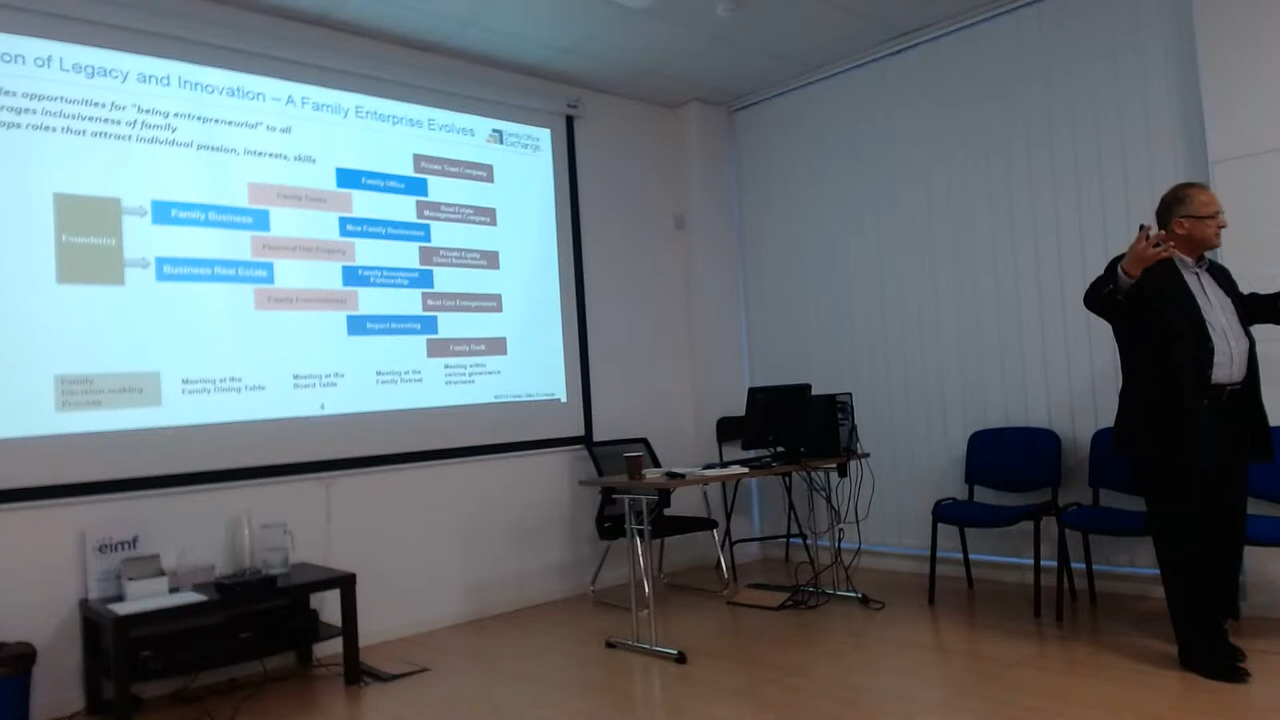 on of Legacy and Innovation – A Family Enterprise Evolves
des opportunities for "being entrepreneurial" to all
rages inclusiveness of family
ops roles that attract individual passion, interests, skills
Family Office
Exchange
Private Trust Company
Family Office
Family Trusts
Real Estate
Management Company
Family Business
New Family Businesses
Founder(s)
Personal Use Property
Private Equity
Direct Investments
Business Real Estate
Family Investment
Partnership
Family Foundation(s)
Next Gen Entrepreneurs
Impact Investing
Family Bank
Family
Decision-making
Process
Meeting at the
Family Dining Table
Meeting at the
Board Table
Meeting at the
Family Retreat
Meeting within
various governance
structures
4
Family Office Exchange
eimf